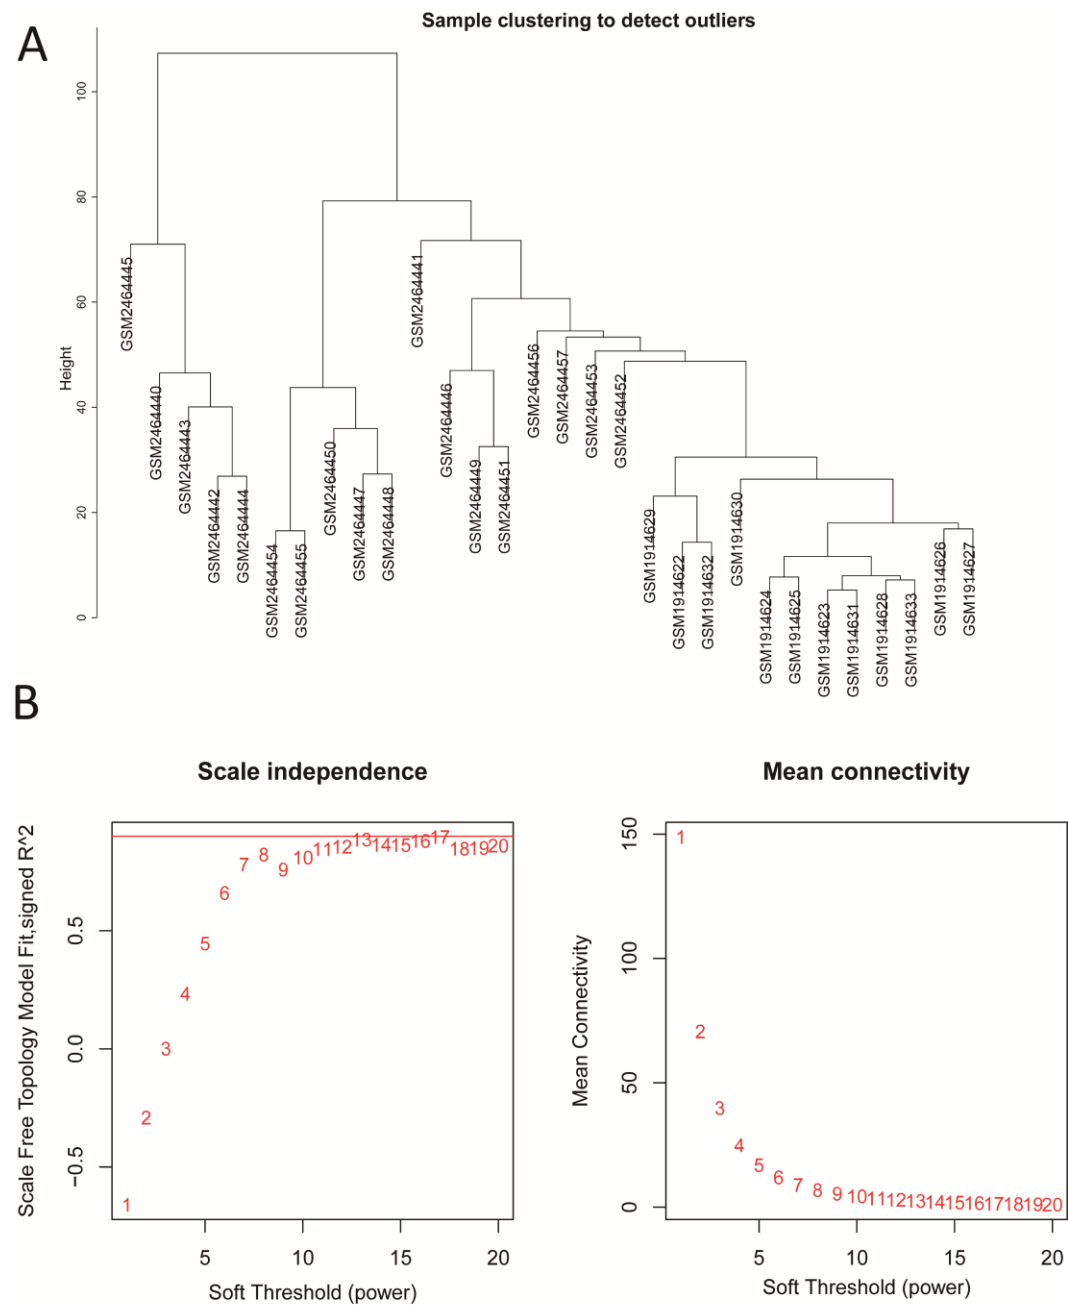 A
Sample clustering to detect outliers
Height
100
80
60
40
20
0
GSM2464445
GSM2464440
GSM2464443
GSM2464442
GSM2464444
GSM2464454
GSM2464455
GSM2464450
GSM2464447
GSM2464448
GSM2464441
GSM2464446
GSM2464449
GSM2464451
GSM2464456
GSM2464457
GSM2464453
GSM2464452
GSM1914629
GSM1914622
GSM1914632
GSM1914630
GSM1914624
GSM1914625
GSM1914623
GSM1914631
GSM1914628
GSM1914633
GSM1914626
GSM1914627
B
Scale independence
Scale Free Topology Model Fit,signed R^2
0.5
0.0
−0.5
1
2
3
4
5
6
7
8
9
10
11
12
13
14
15
16
17
18
19
20
5 10 15 20
Soft Threshold (power)
Mean connectivity
Mean Connectivity
150
100
50
0
1
2
3
4
5
6
7
8
9
10
11
12
13
14
15
16
17
18
19
20
5 10 15 20
Soft Threshold (power)